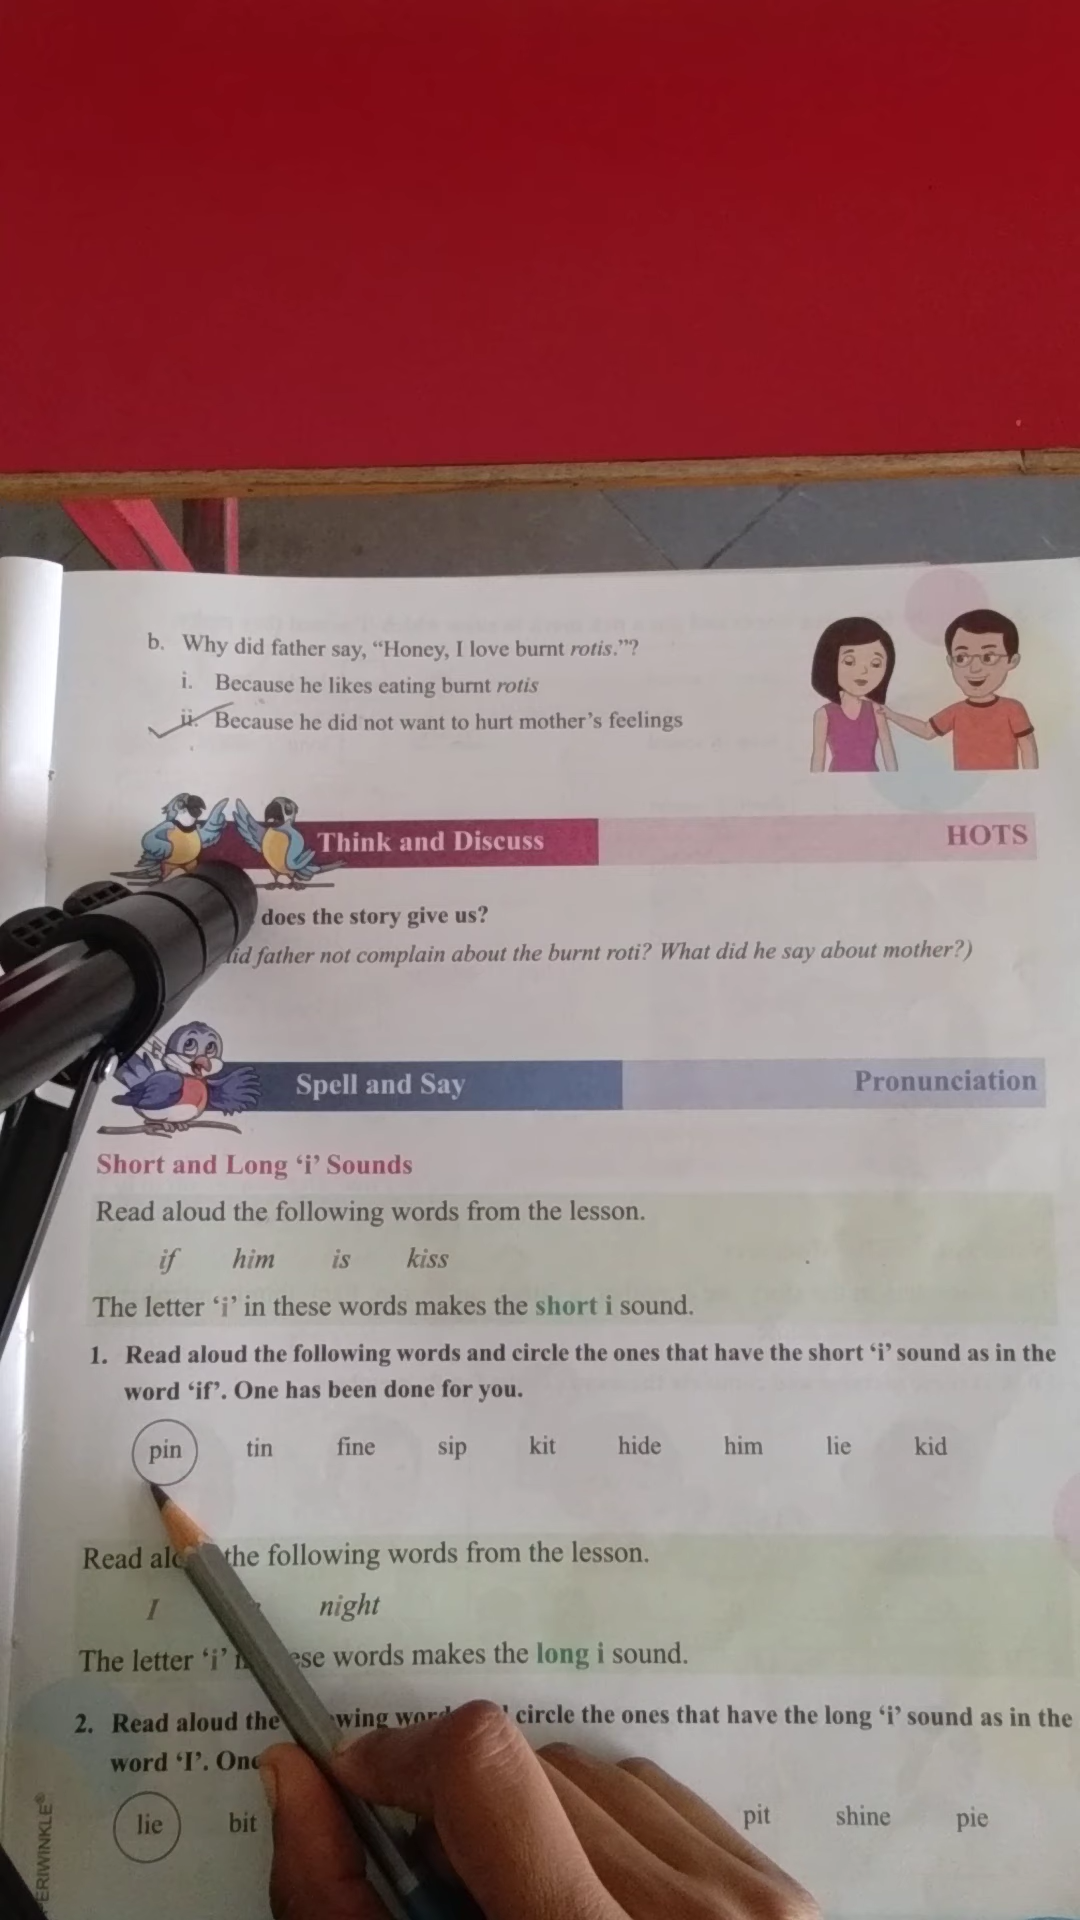 b. Why did father say, “Honey, I love burnt rotis.”?
i. Because he likes eating burnt rotis
ii. Because he did not want to hurt mother’s feelings
Think and Discuss
HOTS
does the story give us?
father not complain about the burnt roti? What did he say about mother?)
Spell and Say
Pronunciation
Short and Long ‘i’ Sounds
Read aloud the following words from the lesson.
if him is kiss
The letter ‘i’ in these words makes the short i sound.
1. Read aloud the following words and circle the ones that have the short ‘i’ sound as in the
word ‘if’. One has been done for you.
pin tin fine sip kit hide him lie kid
Read the following words from the lesson.
I night
The letter ‘i’ words makes the long i sound.
2. Read aloud the circle the ones that have the long ‘i’ sound as in the
word ‘I’.
lie bit pit shine pie